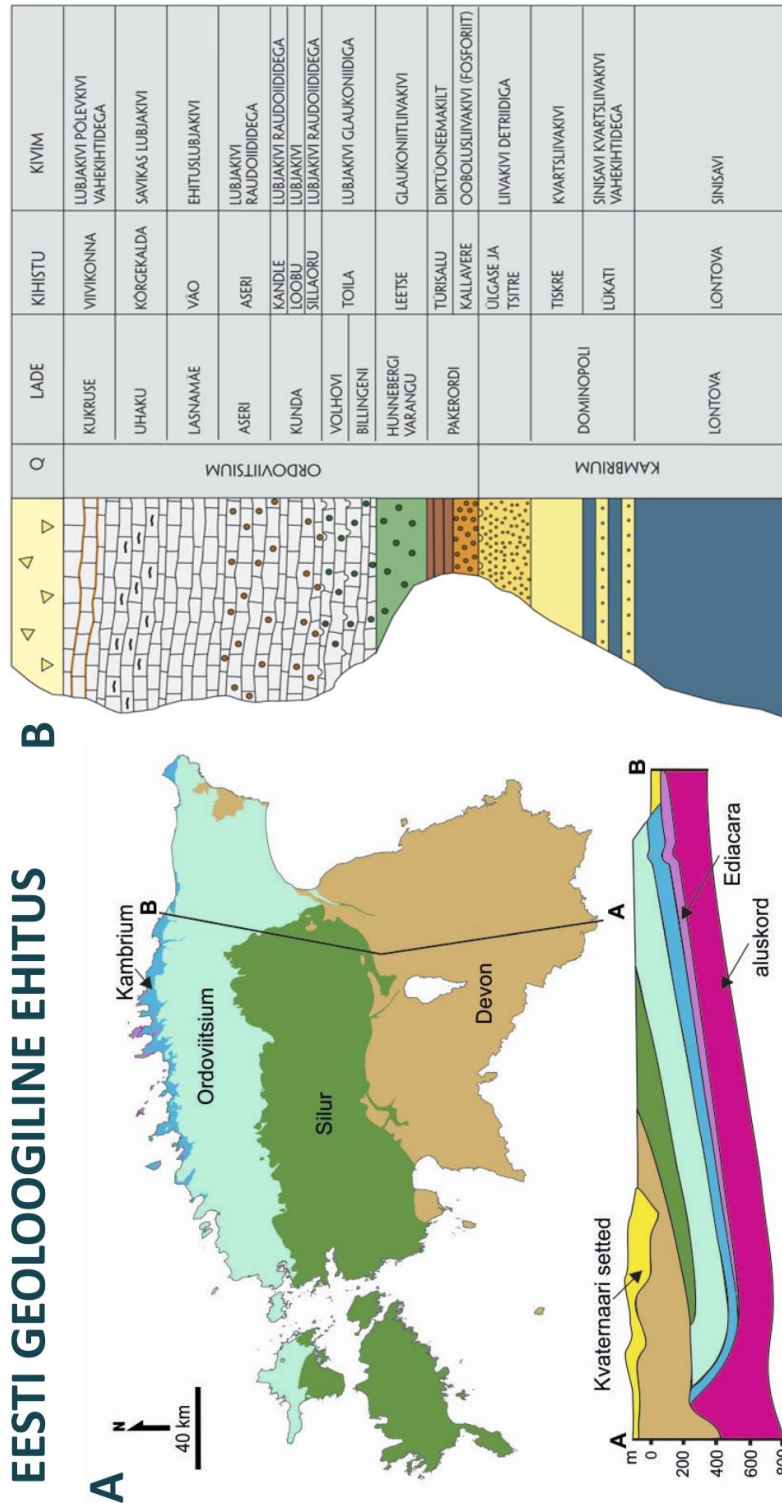 EESTI GEOLOOGILINE EHITUS
A
N
40 km
Kambrium
B
Ordoviitsium
Silur
Devon
A
A
m
0
200
400
600
800
Kvaternaari setted
Ediacara
aluskord
B
B
Q
LADE
KIHISTU
KIVIM
ORDOVIITSIUM
KAMBRIUM
KUKRUSE
VIIVIKONNA
LUBJAKIVI PÕLEVKIVI
VAHEKIHTIDEGA
UHAKU
KÕRGEKALDA
SAVIKAS LUBJAKIVI
LASNAMÄE
VÄO
EHITUSLUBJAKIVI
ASERI
ASERI
LUBJAKIVI
RAUDOIIDIDEGA
KUNDA
KANDLE
LUBJAKIVI RAUDOIIDIDEGA
LOOBU
LUBJAKIVI
SILLAORU
LUBJAKIVI RAUDOIIDIDEGA
VOLHOVI
BILLINGENI
TOILA
LUBJAKIVI GLAUKONIIDIGA
HUNNEBERGI
VARANGU
LEETSE
GLAUKONIITLIIVAKIVI
PAKERORDI
TÜRISALU
DIKTÜONEEMAKILT
KALLAVERE
OOBOLUSLIIVAKIVI (FOSFORIIT)
ÜLGASE JA
TSITRE
LIIVAKIVI DETRIIDIGA
DOMINOPOLI
TISKRE
KVARTSLIIVAKIVI
LÜKATI
SINISAVI KVARTSLIIVAKIVI
VAHEKIHTIDEGA
LONTOVA
LONTOVA
SINISAVI